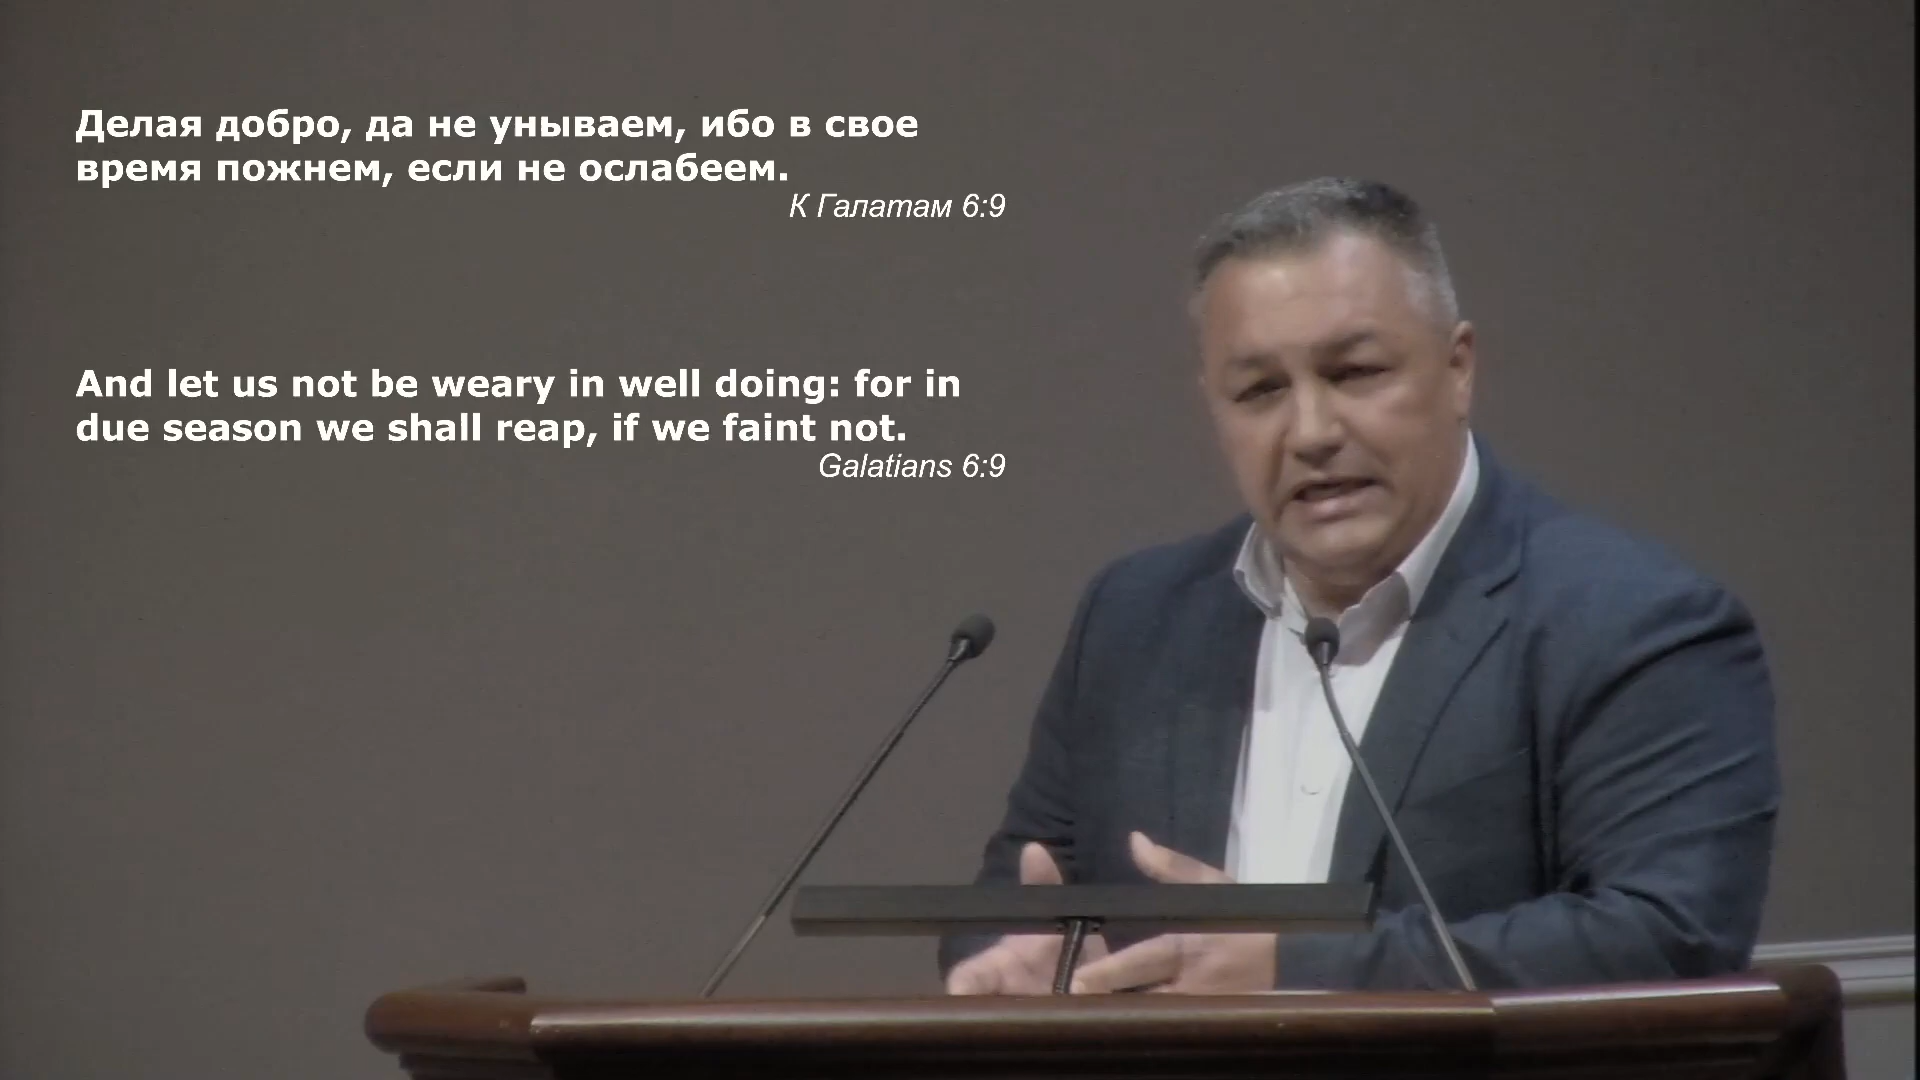 Делая добро, да не унываем, ибо в свое
время пожнем, если не ослабеем.
К Галатам 6:9
And let us not be weary in well doing: for in
due season we shall reap, if we faint not.
Galatians 6:9